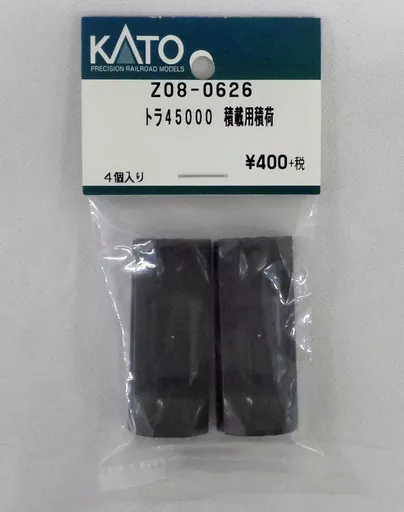 KATO
PRECISION RAILROAD MODELS
Z08-0626
トラ45000 積載用積荷
¥400+税
4個入り